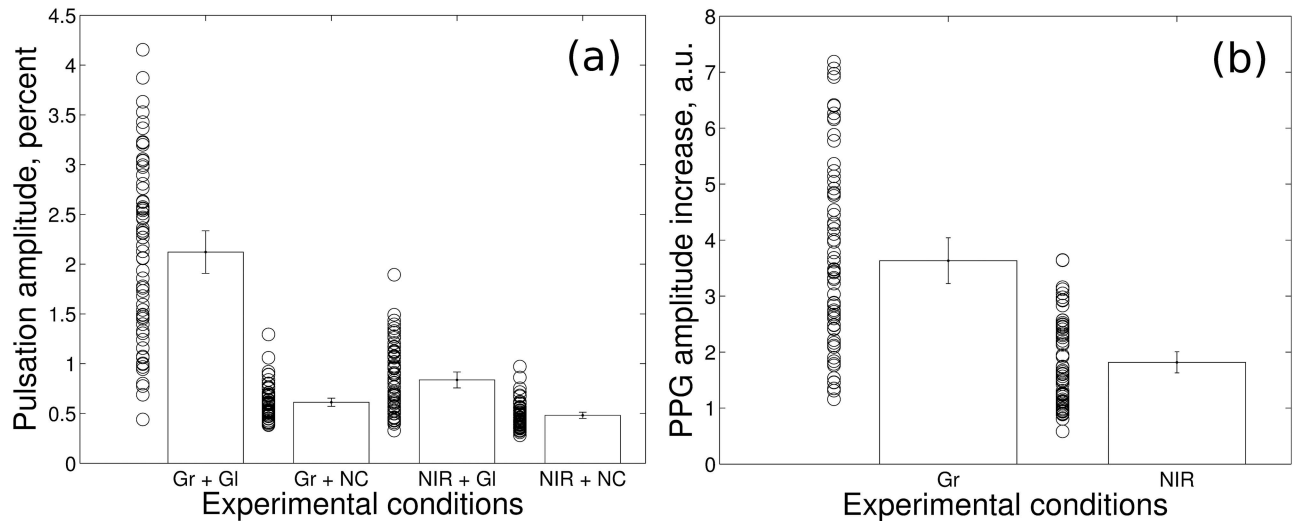 (a)
Pulsation amplitude, percent
4.5
4
3.5
3
2.5
2
1.5
1
0.5
0
Gr + Gl Gr + NC NIR + Gl NIR + NC
Experimental conditions
(b)
PPG amplitude increase, a.u.
8
7
6
5
4
3
2
1
0
Gr NIR
Experimental conditions